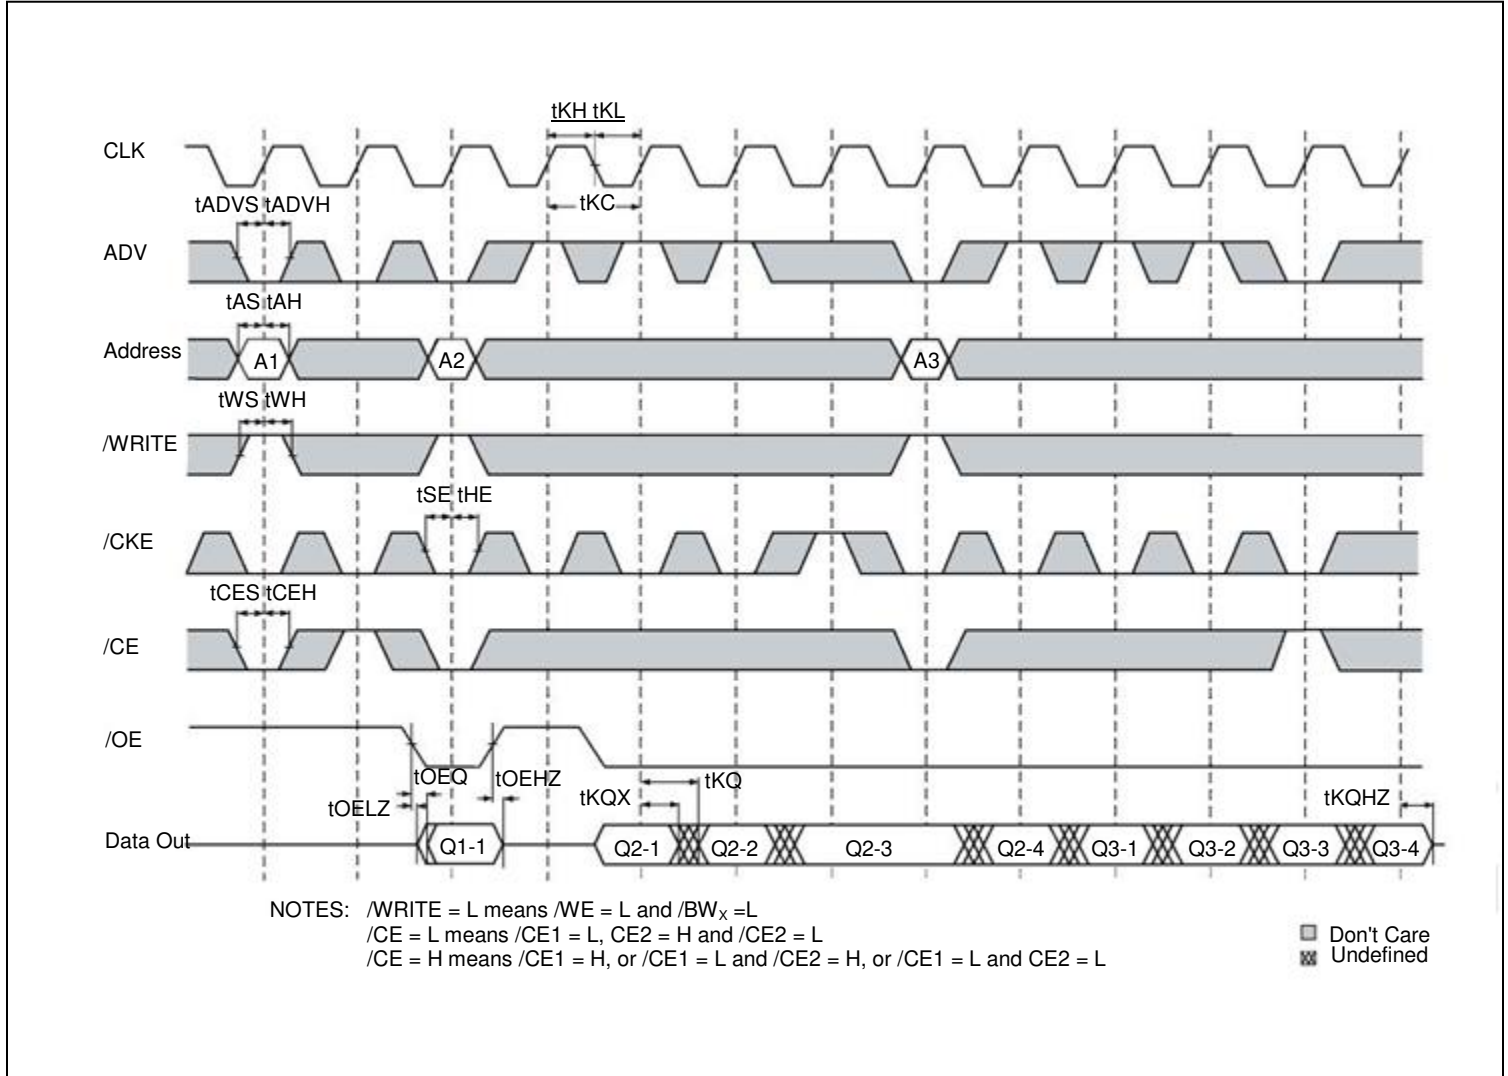 tKH tKL
CLK
tKC
tADVS tADVH
ADV
tAS tAH
Address
A1 A2 A3
tWS tWH
/WRITE
tSE tHE
/CKE
tCES tCEH
/CE
/OE
tOEQ tOEHZ
tKQ
tKQX
tOELZ
tKQHZ
Data Out
Q1-1 Q2-1 Q2-2 Q2-3 Q2-4 Q3-1 Q3-2 Q3-3 Q3-4
NOTES: /WRITE = L means /WE = L and /BWX =L
/CE = L means /CE1 = L, CE2 = H and /CE2 = L
/CE = H means /CE1 = H, or /CE1 = L and /CE2 = H, or /CE1 = L and CE2 = L
Don't Care
Undefined